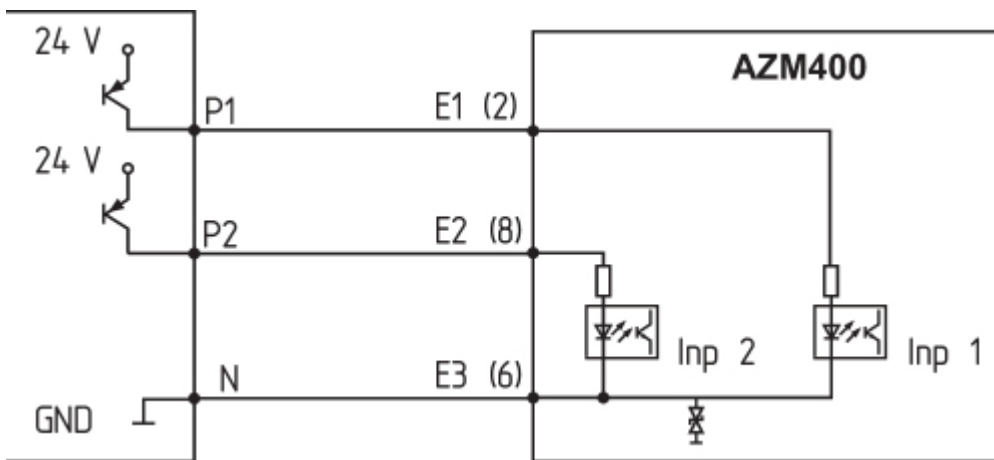 24 V
AZM400
P1
E1 (2)
24 V
P2
E2 (8)
Inp 2
Inp 1
N
E3 (6)
GND